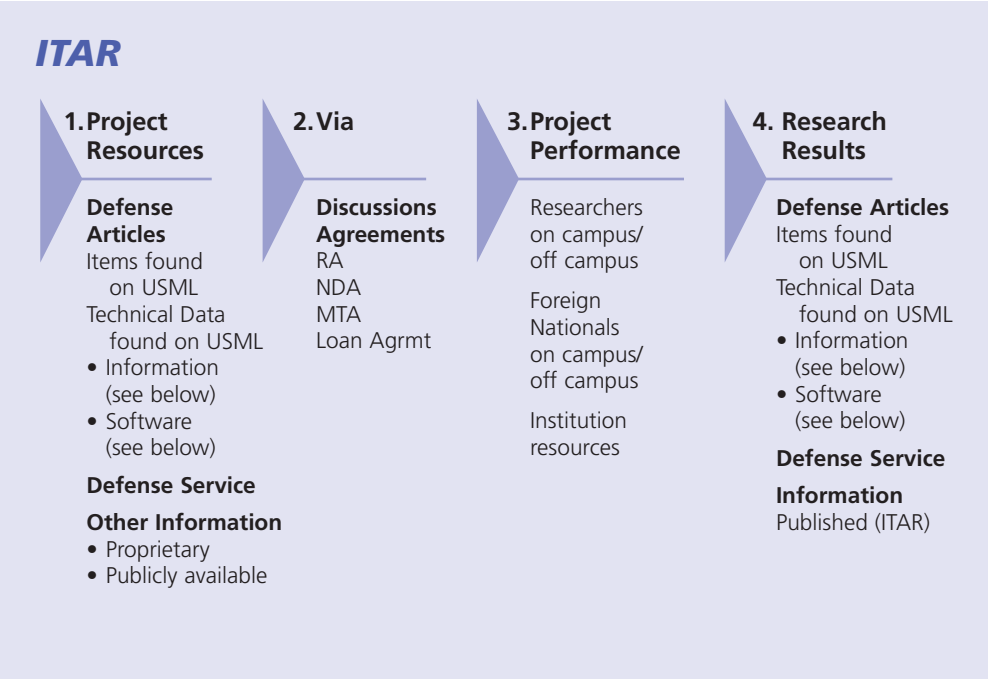 ITAR
1. Project
Resources
Defense
Articles
Items found
on USML
Technical Data
found on USML
• Information
(see below)
• Software
(see below)
Defense Service
Other Information
• Proprietary
• Publicly available
2. Via
Discussions
Agreements
RA
NDA
MTA
Loan Agrmt
3. Project
Performance
Researchers
on campus/
off campus
Foreign
Nationals
on campus/
off campus
Institution
resources
4. Research
Results
Defense Articles
Items found
on USML
Technical Data
found on USML
• Information
(see below)
• Software
(see below)
Defense Service
Information
Published (ITAR)